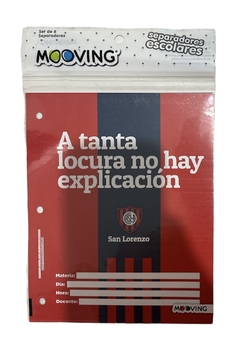 Set de 6
Separadores
separadores
escolares
MOOVING
A tanta
locura no hay
explicación
San Lorenzo
Materia:
Día:
Hora:
Docente:
MOOVING